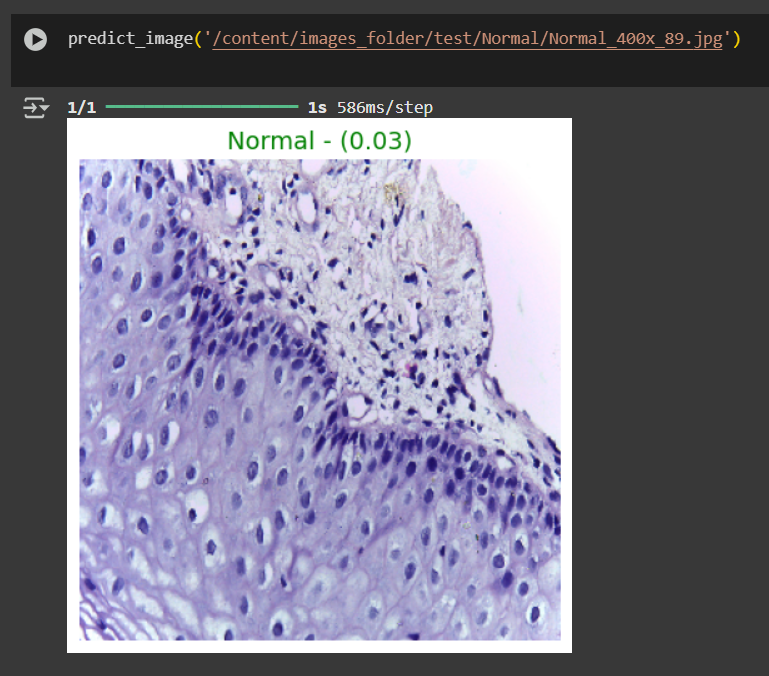 predict_image('/content/images_folder/test/Normal/Normal_400x_89.jpg')
1/1 1s 586ms/step
Normal - (0.03)